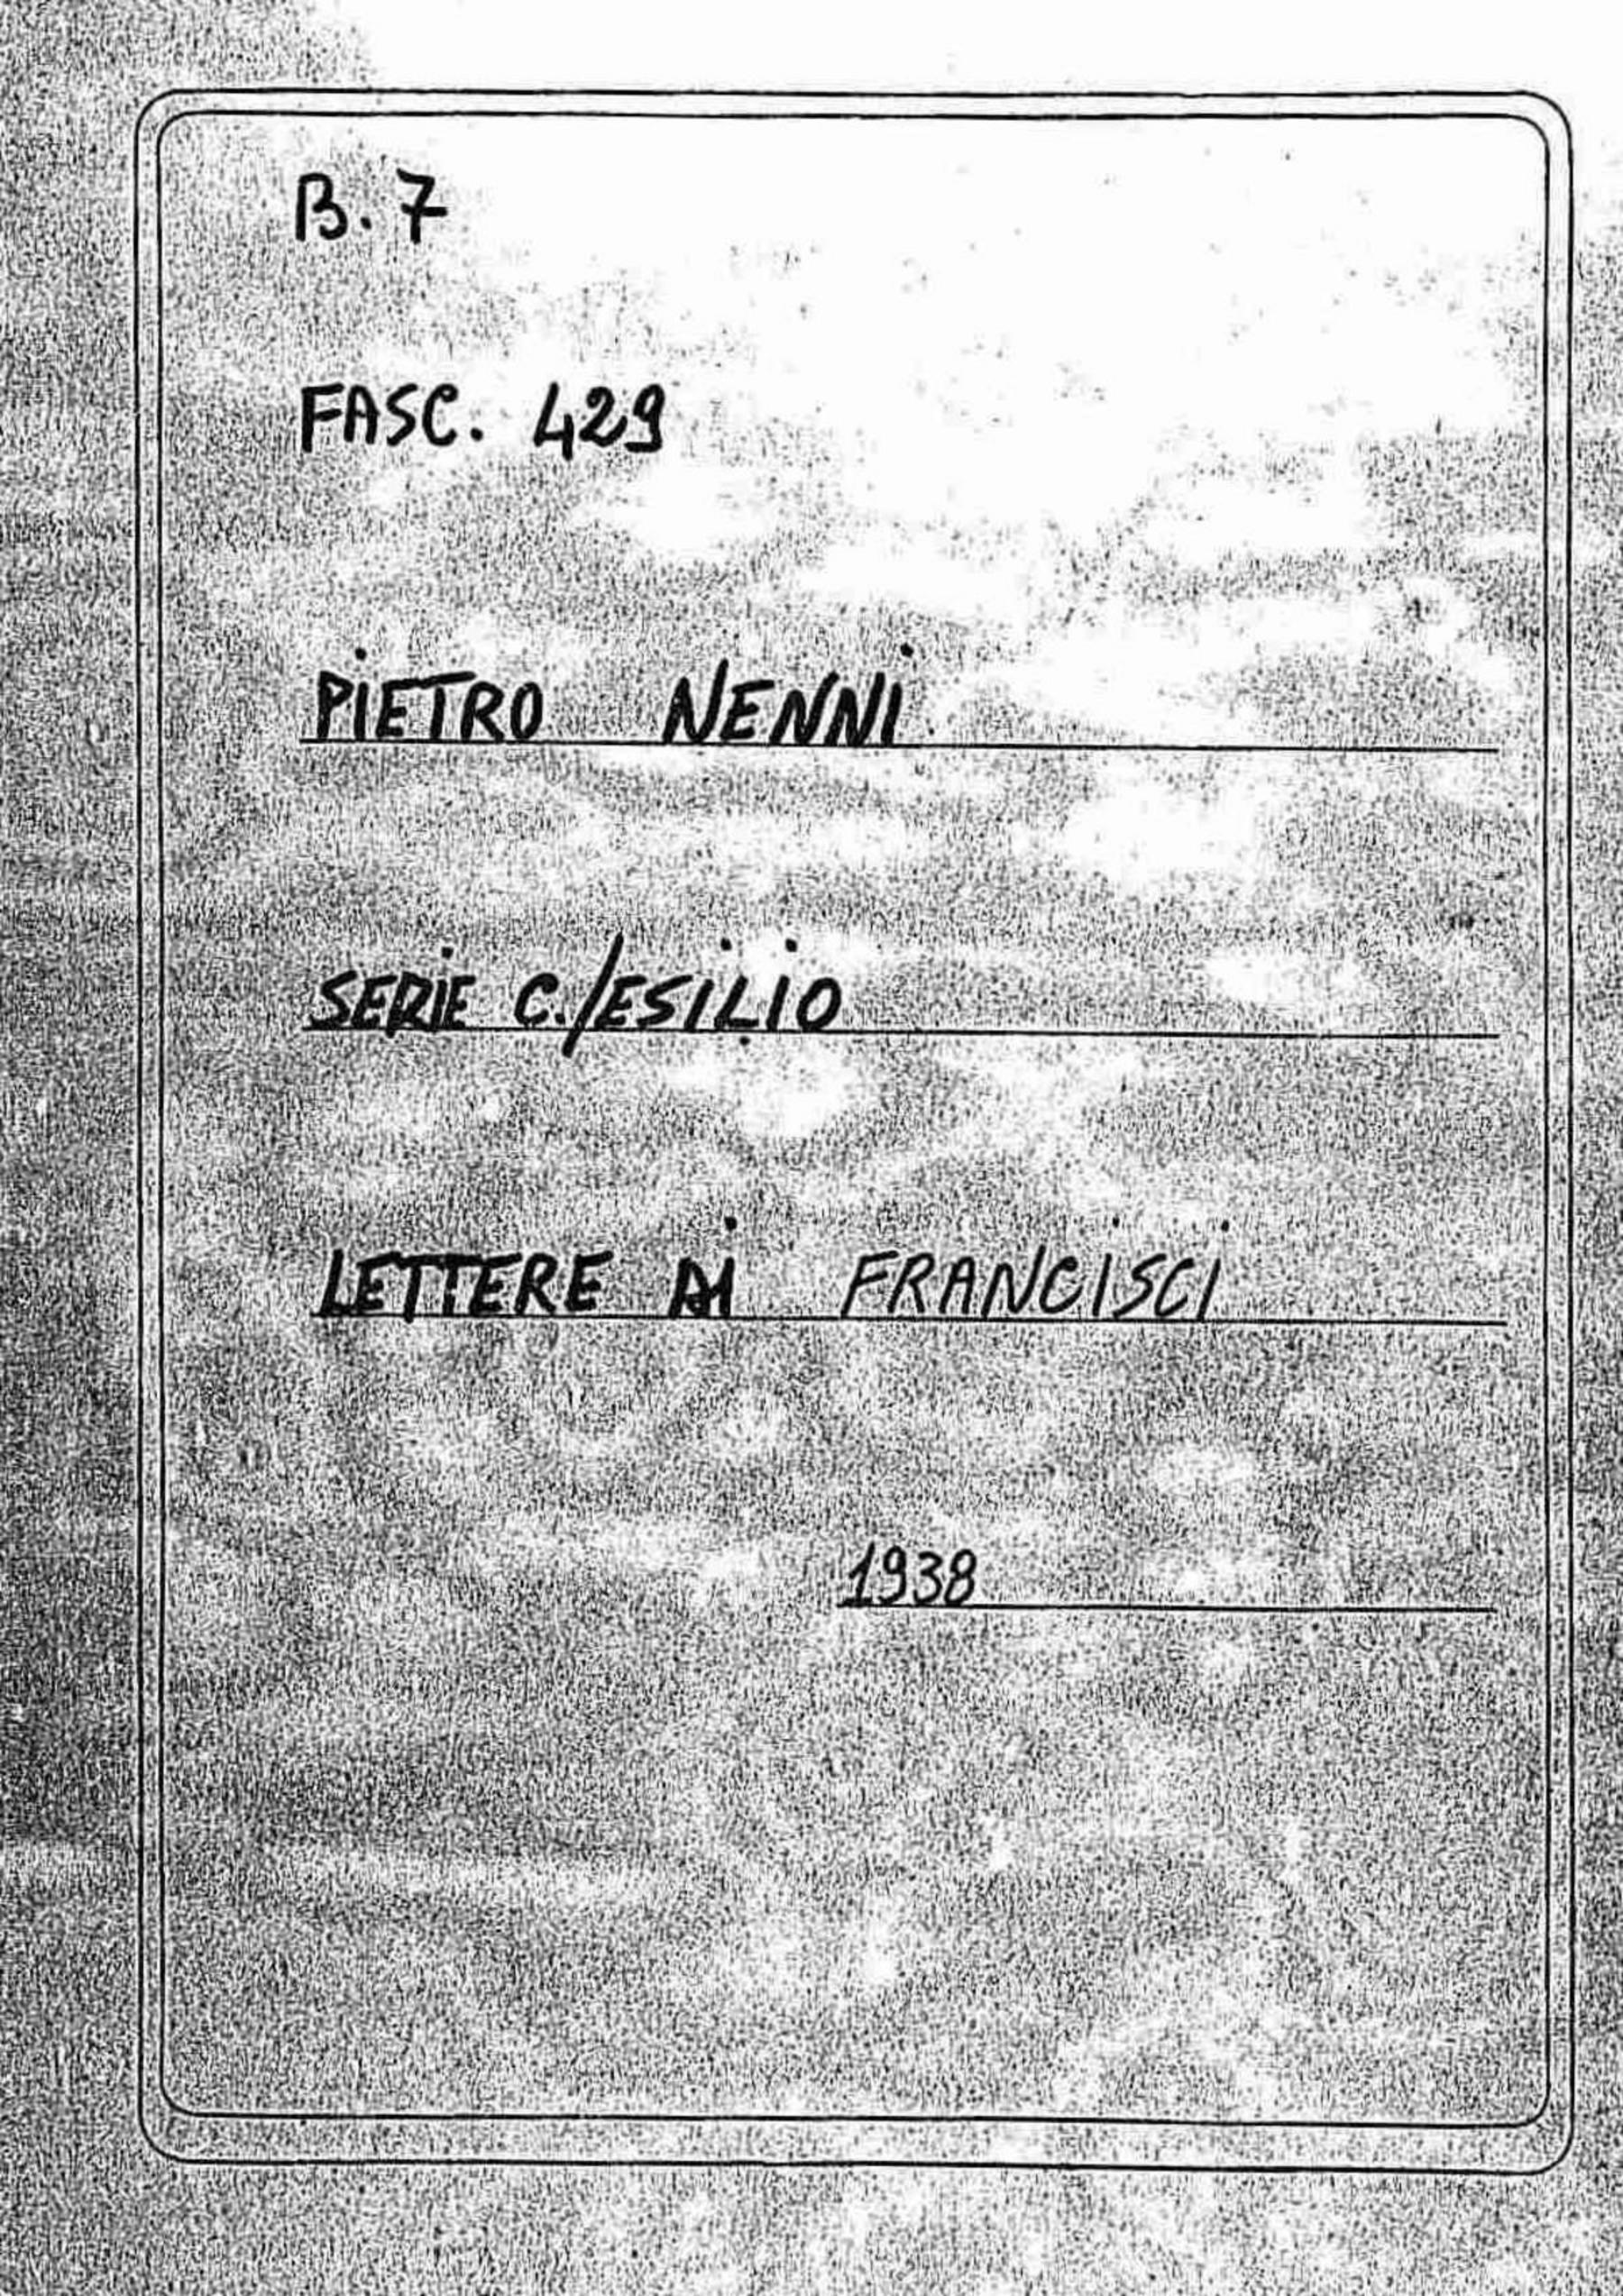 B. 7
FASC. 429
PIETRO NENNI
SERIE C./ESILIO
LETTERE DI FRANCISCI
1938